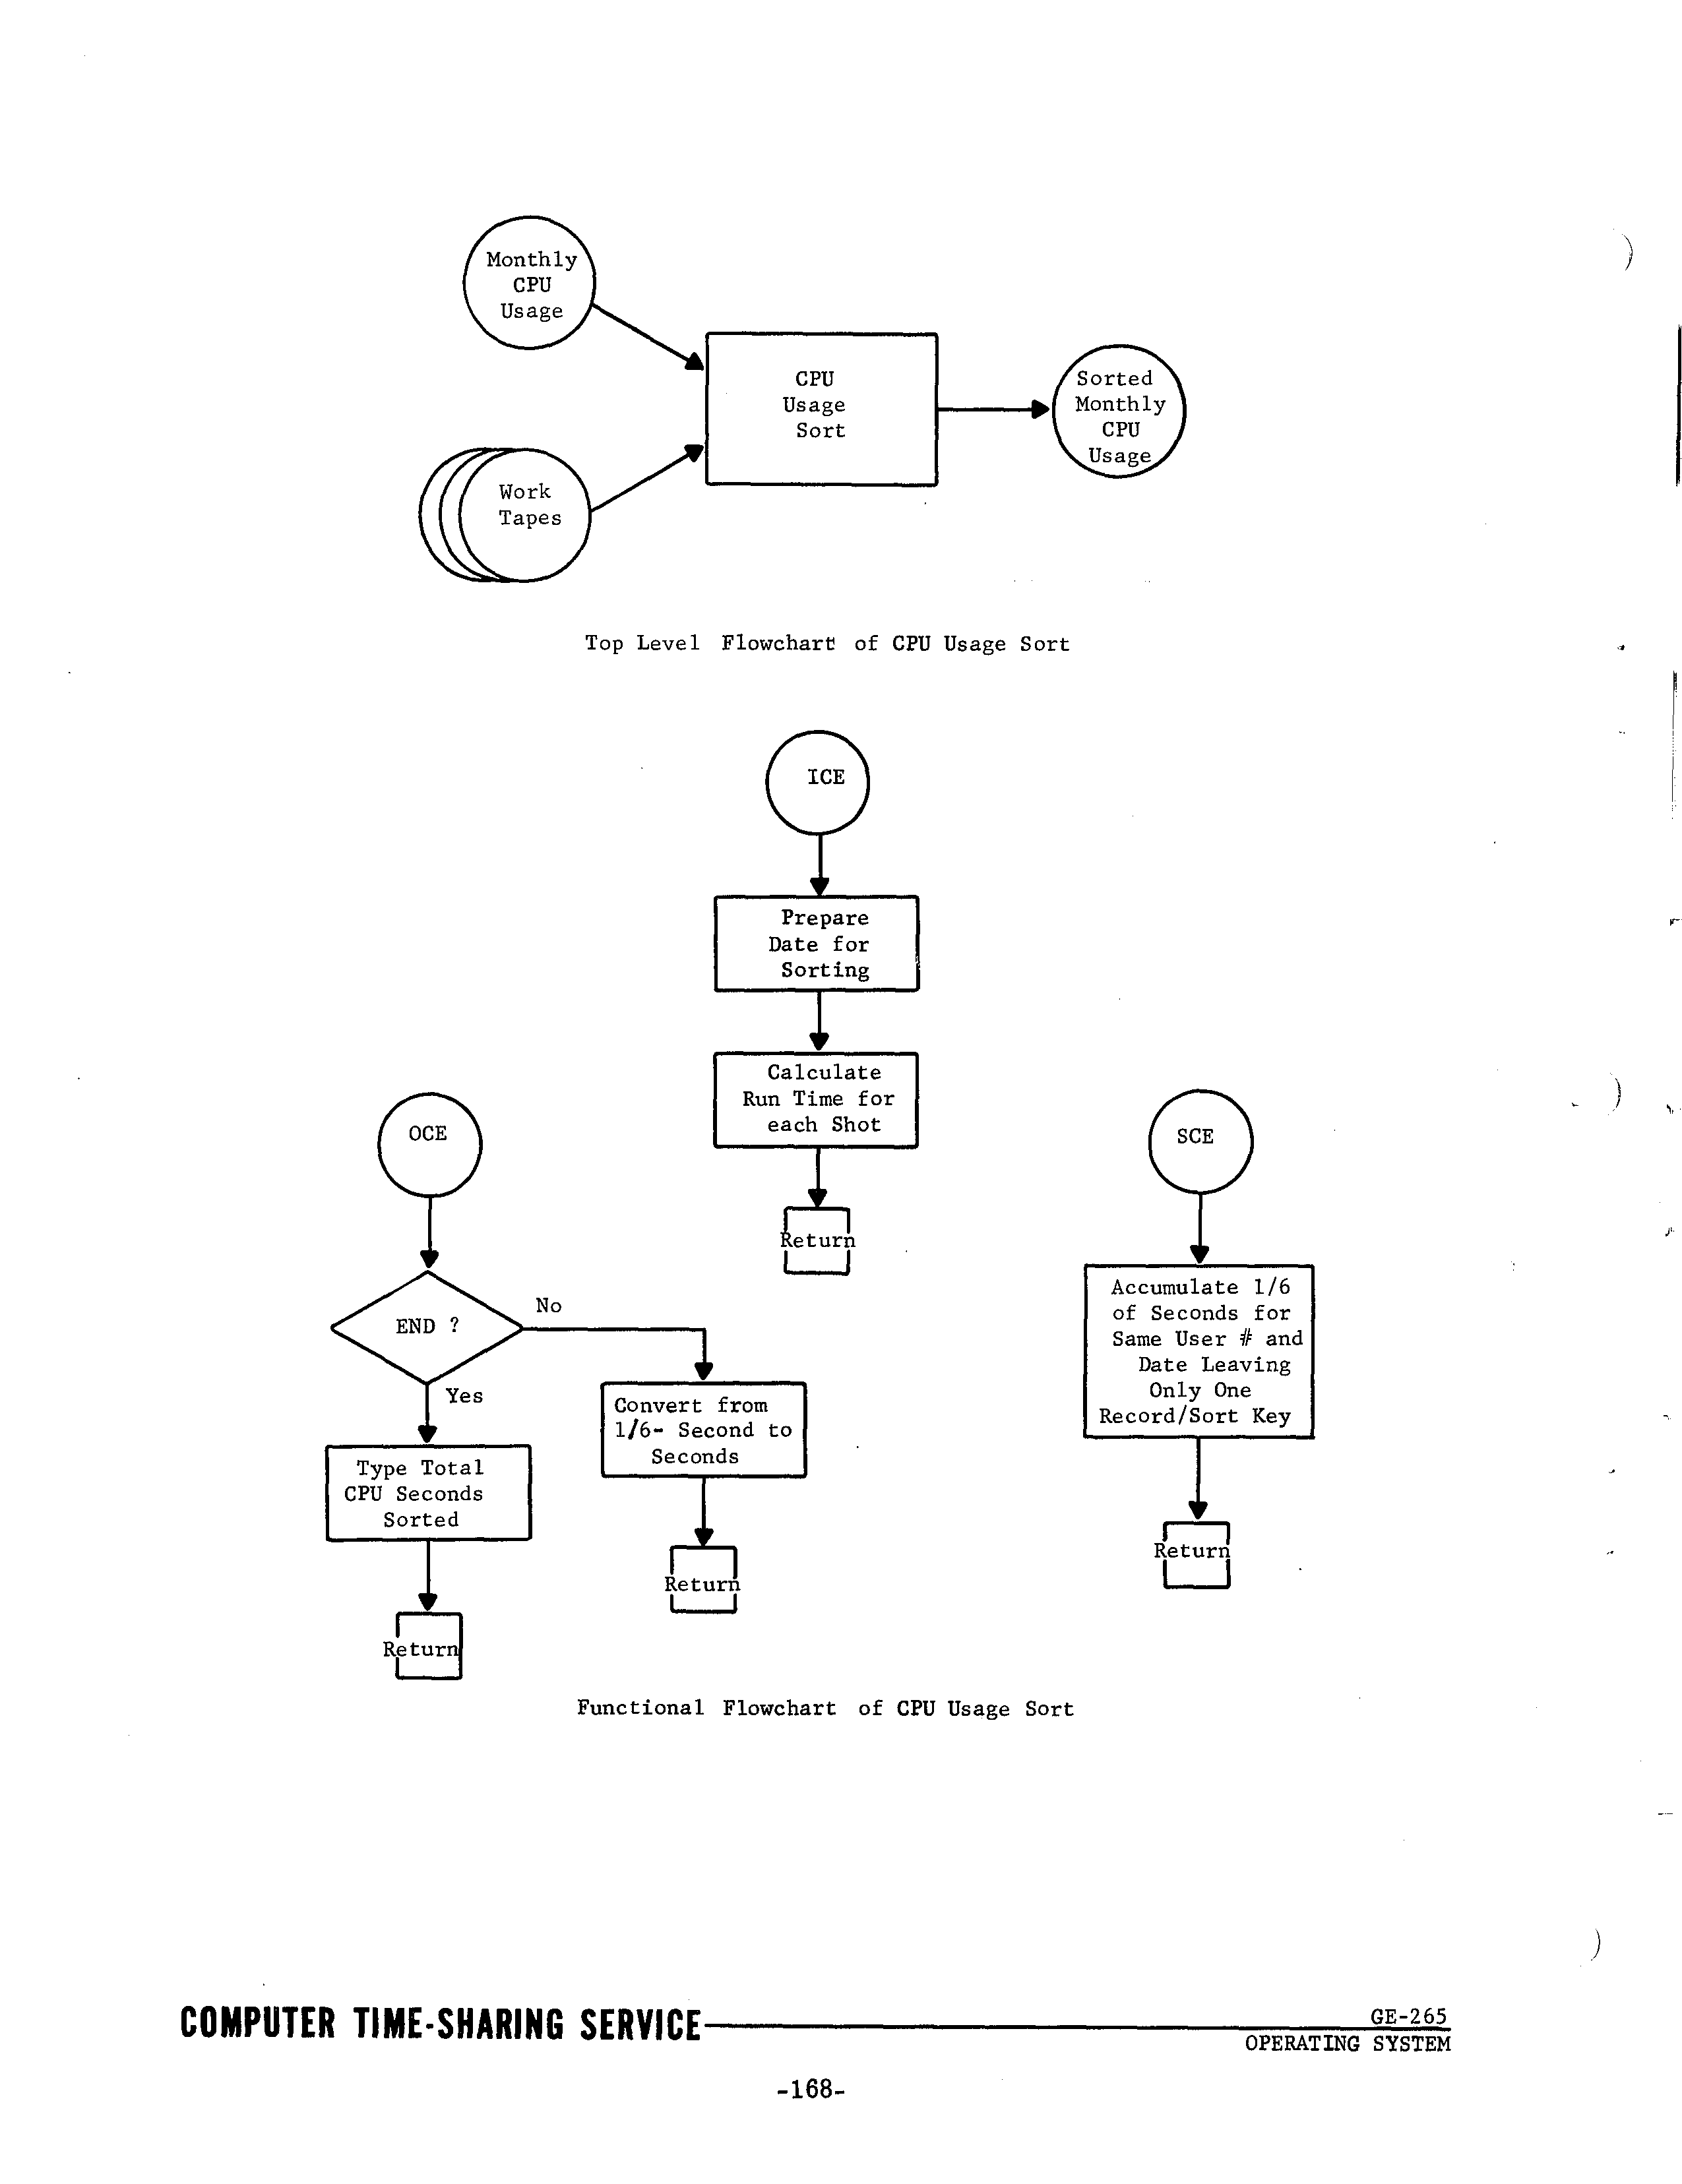 Monthly
CPU
Usage
CPU
Usage
Sort
Sorted
Monthly
CPU
Usage
Work
Tapes
Top Level Flowchart of CPU Usage Sort
ICE
Prepare
Date for
Sorting
Calculate
Run Time for
each Shot
Return
OCE
END ?
No
Yes
Convert from
1/6- Second to
Seconds
Return
Type Total
CPU Seconds
Sorted
Return
SCE
Accumulate 1/6
of Seconds for
Same User # and
Date Leaving
Only One
Record/Sort Key
Return
Functional Flowchart of CPU Usage Sort
COMPUTER TIME-SHARING SERVICE
GE-265
OPERATING SYSTEM
-168-